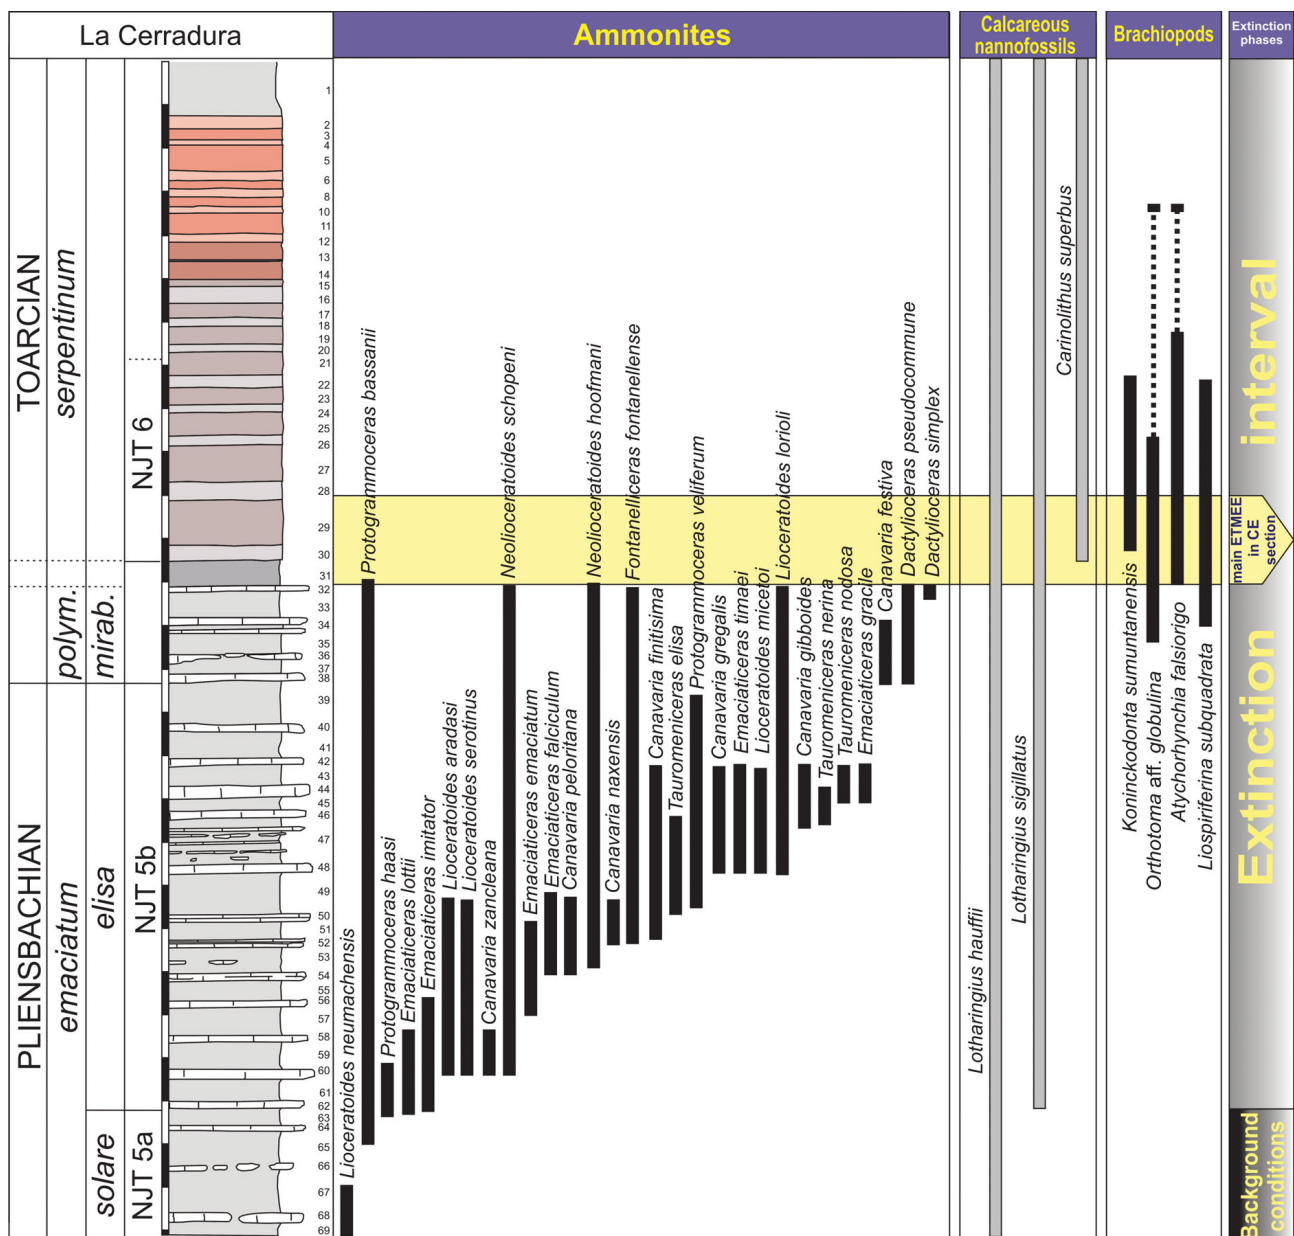 La Cerradura
Ammonites
Calcareous
nannofossils
Brachiopods
Extinction
phases
TOARCIAN
serpentinum
polym.
mirab.
PLIENSBACHIAN
emaciatum
elisa
solare
NJT 6
NJT 5b
NJT 5a
1
2
3
4
5
6
8
10
11
12
13
14
15
16
17
18
19
20
21
22
23
24
25
26
27
28
29
30
31
32
33
34
35
36
37
38
39
40
41
42
43
44
45
46
47
48
49
50
51
52
53
54
55
56
57
58
59
60
61
62
63
64
65
66
67
68
69
Lioceratoides neumachensis
Protogrammoceras bassanii
Protogrammoceras haasi
Emaciaticeras lottii
Emaciaticeras imitator
Lioceratoides aradasi
Lioceratoides serotinus
Canavaria zancleana
Neolioceratoides schopeni
Emaciaticeras emaciatum
Emaciaticeras falciculum
Canavaria peloritana
Neolioceratoides hoofmani
Canavaria naxensis
Fontanelliceras fontanellense
Canavaria finitisima
Tauromeniceras elisa
Protogrammoceras veliferum
Canavaria gregalis
Emaciaticeras timaei
Lioceratoides micetoi
Lioceratoides lorioli
Canavaria gibboides
Tauromeniceras nerina
Tauromeniceras nodosa
Emaciaticeras gracile
Canavaria festiva
Dactylioceras pseudocommune
Dactylioceras simplex
Lotharingius hauffii
Lotharingius sigillatus
Carinolithus superbus
Koninckodonta sumuntanensis
Orthotoma aff. globulina
Atychorhynchia falsiorigo
Liospiriferina subquadrata
Extinction interval
main ETMEE
in CE
section
Background
conditions